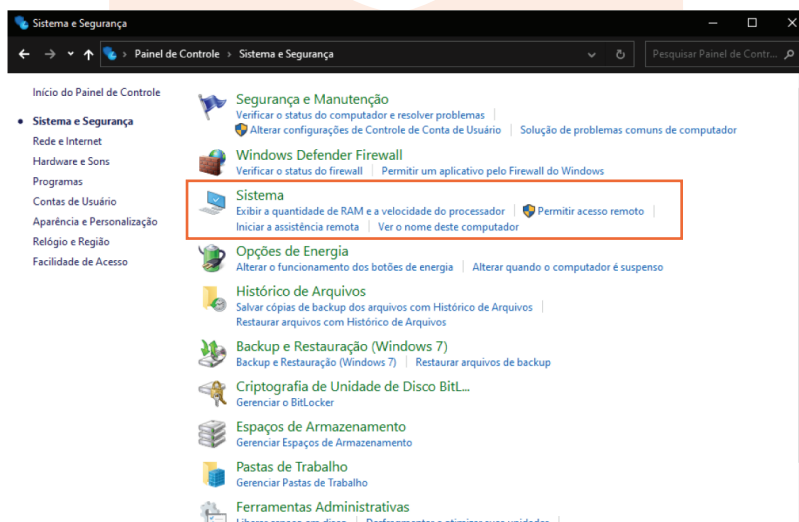 Sistema e Segurança
Painel de Controle › Sistema e Segurança
Pesquisar Painel de Contr...
Início do Painel de Controle
Sistema e Segurança
Rede e Internet
Hardware e Sons
Programas
Contas de Usuário
Aparência e Personalização
Relógio e Região
Facilidade de Acesso
Segurança e Manutenção
Verificar o status do computador e resolver problemas
Alterar configurações de Controle de Conta de Usuário | Solução de problemas comuns de computador
Windows Defender Firewall
Verificar o status do firewall | Permitir um aplicativo pelo Firewall do Windows
Sistema
Exibir a quantidade de RAM e a velocidade do processador | Permitir acesso remoto
Iniciar a assistência remota | Ver o nome deste computador
Opções de Energia
Alterar o funcionamento dos botões de energia | Alterar quando o computador é suspenso
Histórico de Arquivos
Salvar cópias de backup dos arquivos com Histórico de Arquivos
Restaurar arquivos com Histórico de Arquivos
Backup e Restauração (Windows 7)
Backup e Restauração (Windows 7) | Restaurar arquivos de backup
Criptografia de Unidade de Disco BitL...
Gerenciar o BitLocker
Espaços de Armazenamento
Gerenciar Espaços de Armazenamento
Pastas de Trabalho
Gerenciar Pastas de Trabalho
Ferramentas Administrativas
Liberar espaço em disco | Desfragmentar e otimizar suas unidades